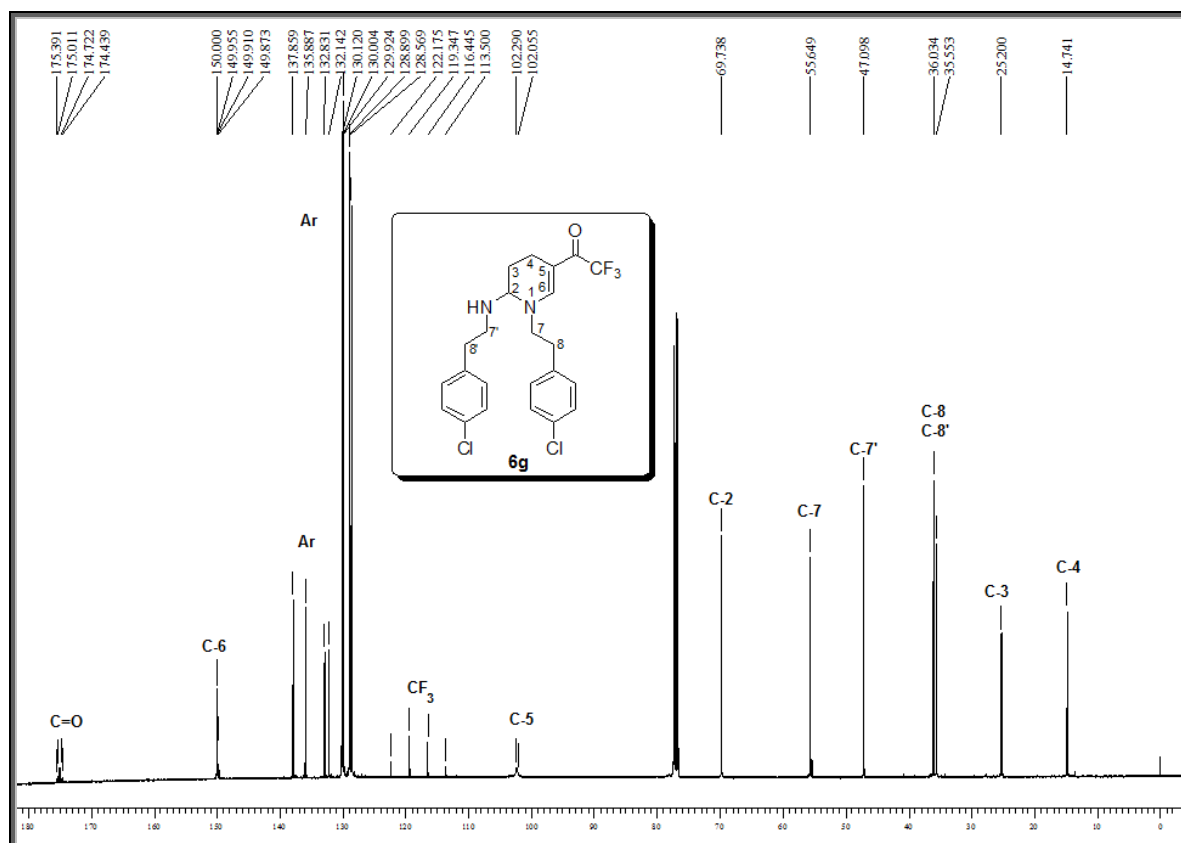 175.391
175.011
174.722
174.439
150.000
149.955
149.910
149.873
137.859
135.887
132.831
132.142
130.120
130.004
129.924
128.899
128.569
122.175
119.347
116.445
113.500
102.290
102.055
69.738
55.649
47.098
36.034
35.553
25.200
14.741
Ar
O
CF3
4
3
5
2
6
1
HN
N
7'
7
8'
8
Cl
Cl
6g
C-8
C-8'
C-7'
C-2
C-7
Ar
C-3
C-4
C-6
CF3
C=O
C-5
180 170 160 150 140 130 120 110 100 90 80 70 60 50 40 30 20 10 0